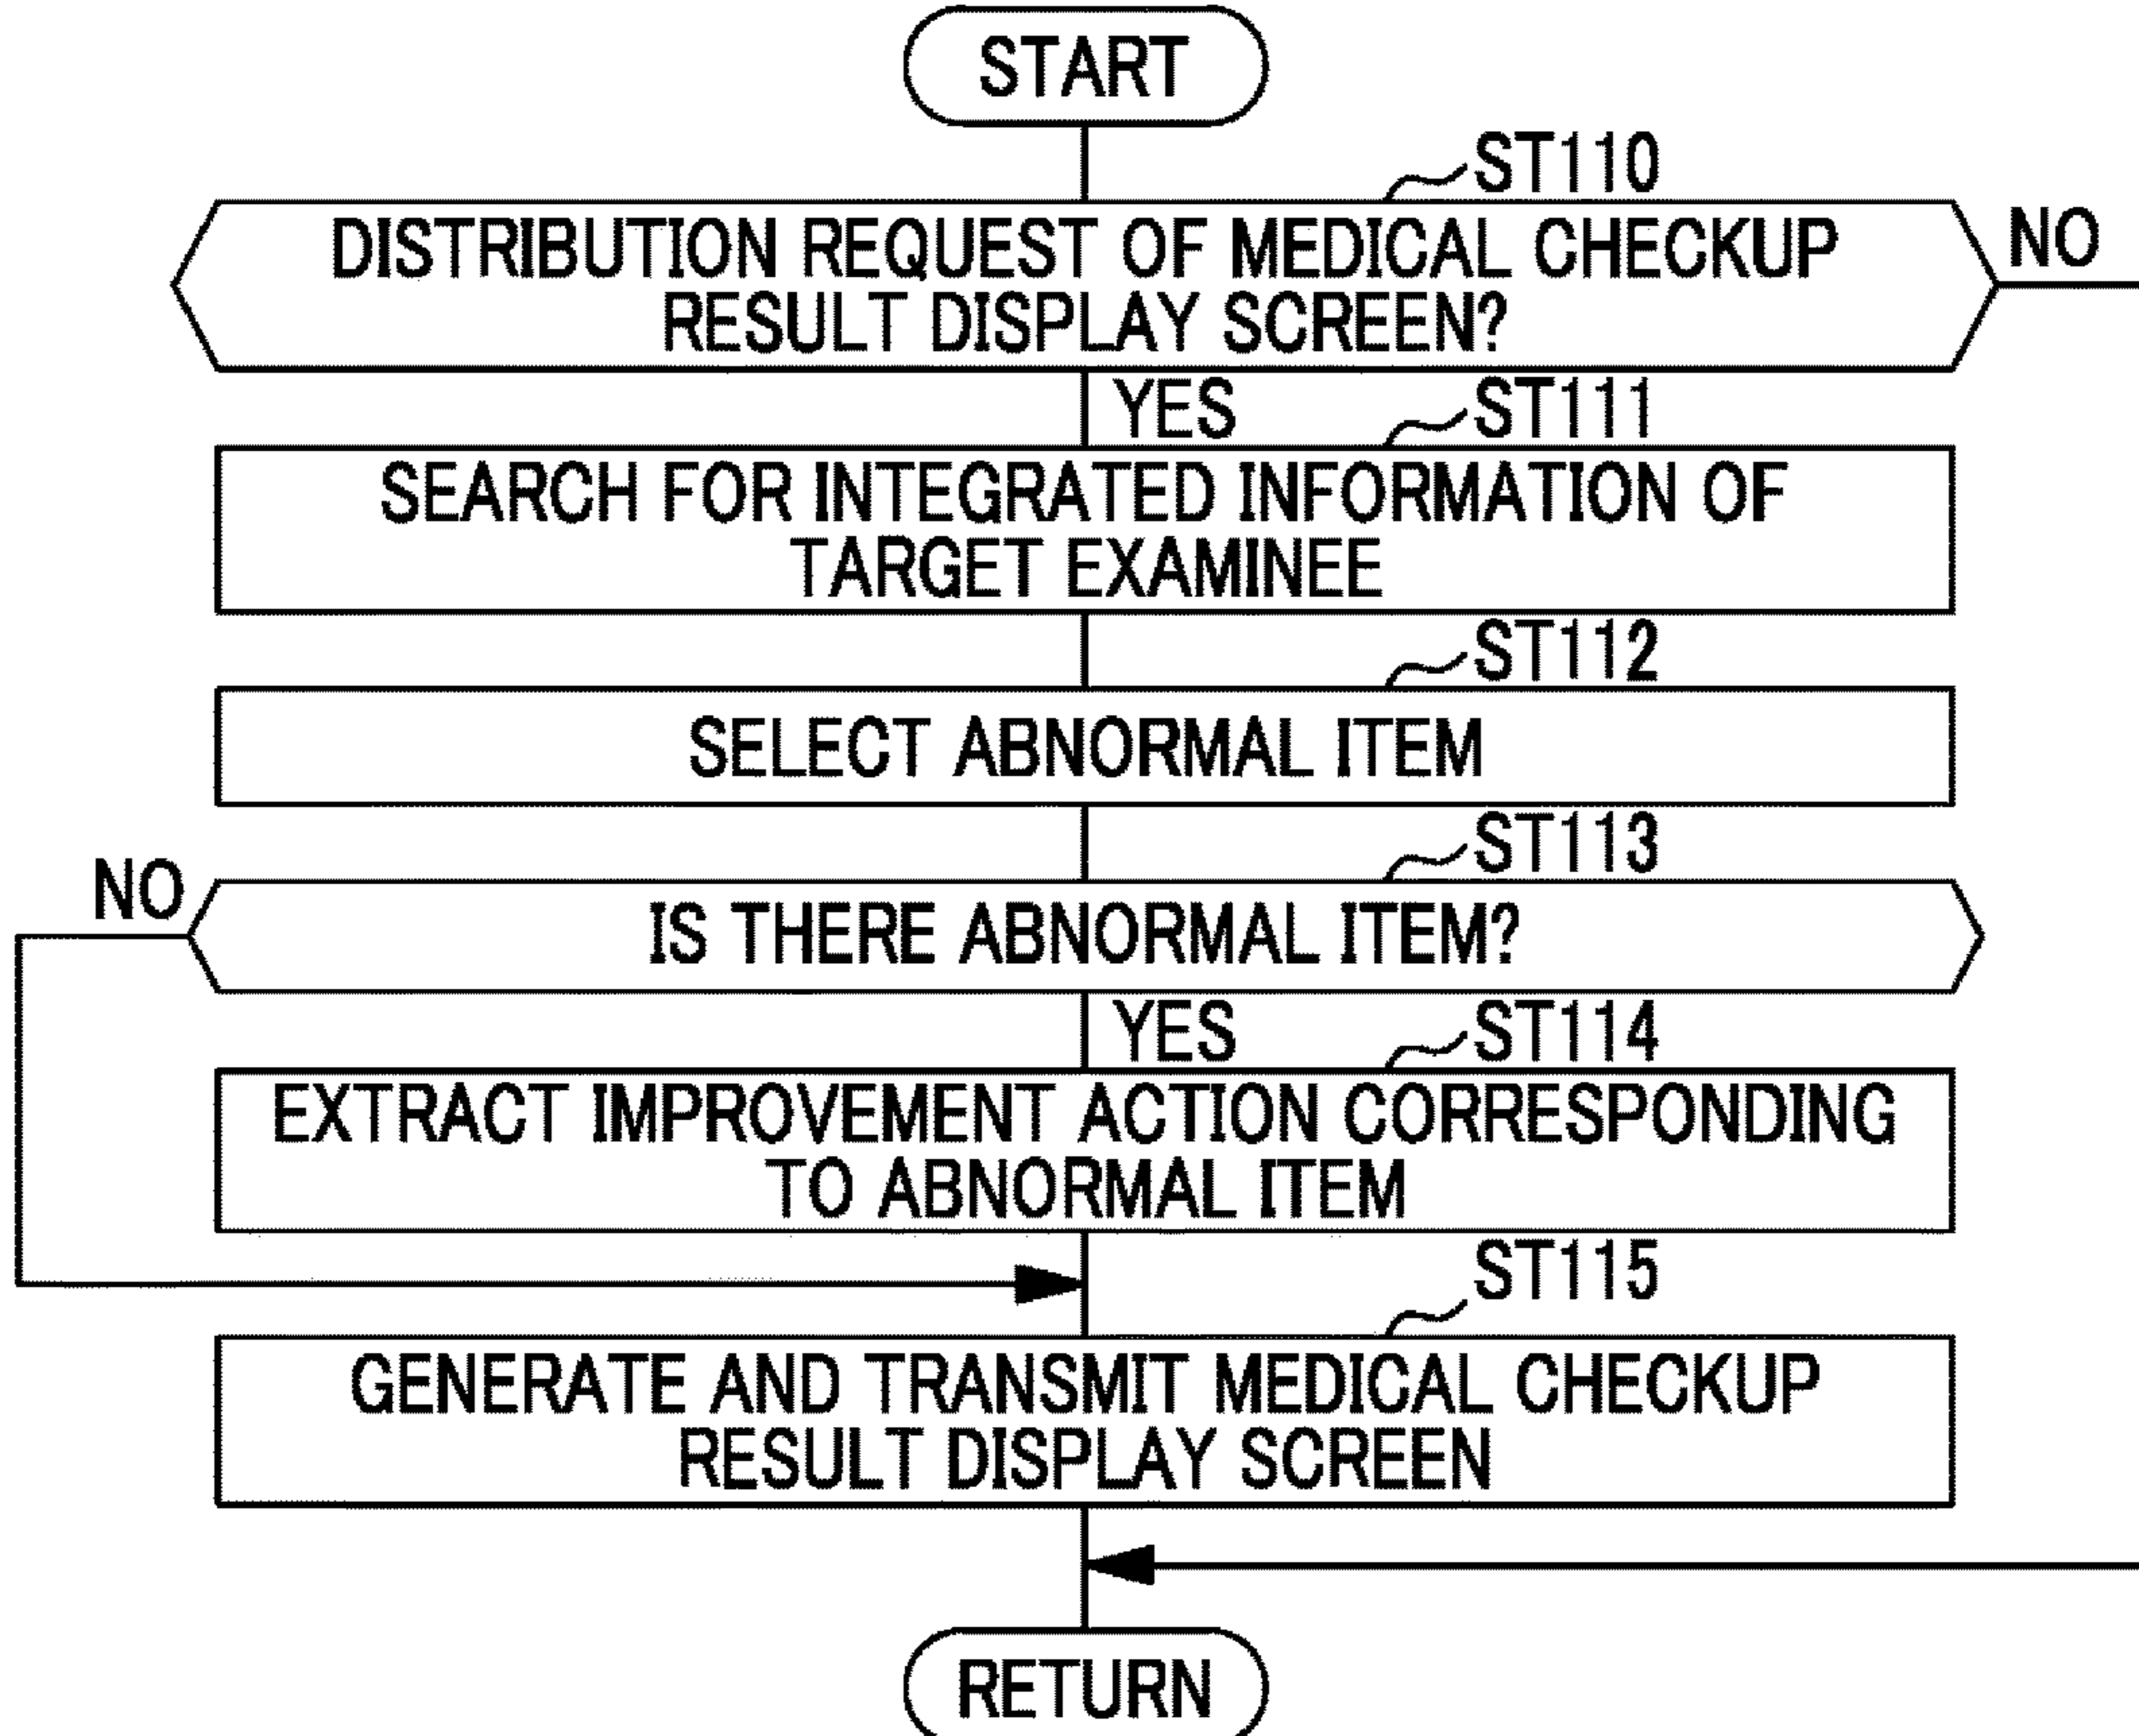 START
ST110
DISTRIBUTION REQUEST OF MEDICAL CHECKUP
RESULT DISPLAY SCREEN?
NO
YES
ST111
SEARCH FOR INTEGRATED INFORMATION OF
TARGET EXAMINEE
ST112
SELECT ABNORMAL ITEM
ST113
NO
IS THERE ABNORMAL ITEM?
YES
ST114
EXTRACT IMPROVEMENT ACTION CORRESPONDING
TO ABNORMAL ITEM
ST115
GENERATE AND TRANSMIT MEDICAL CHECKUP
RESULT DISPLAY SCREEN
RETURN